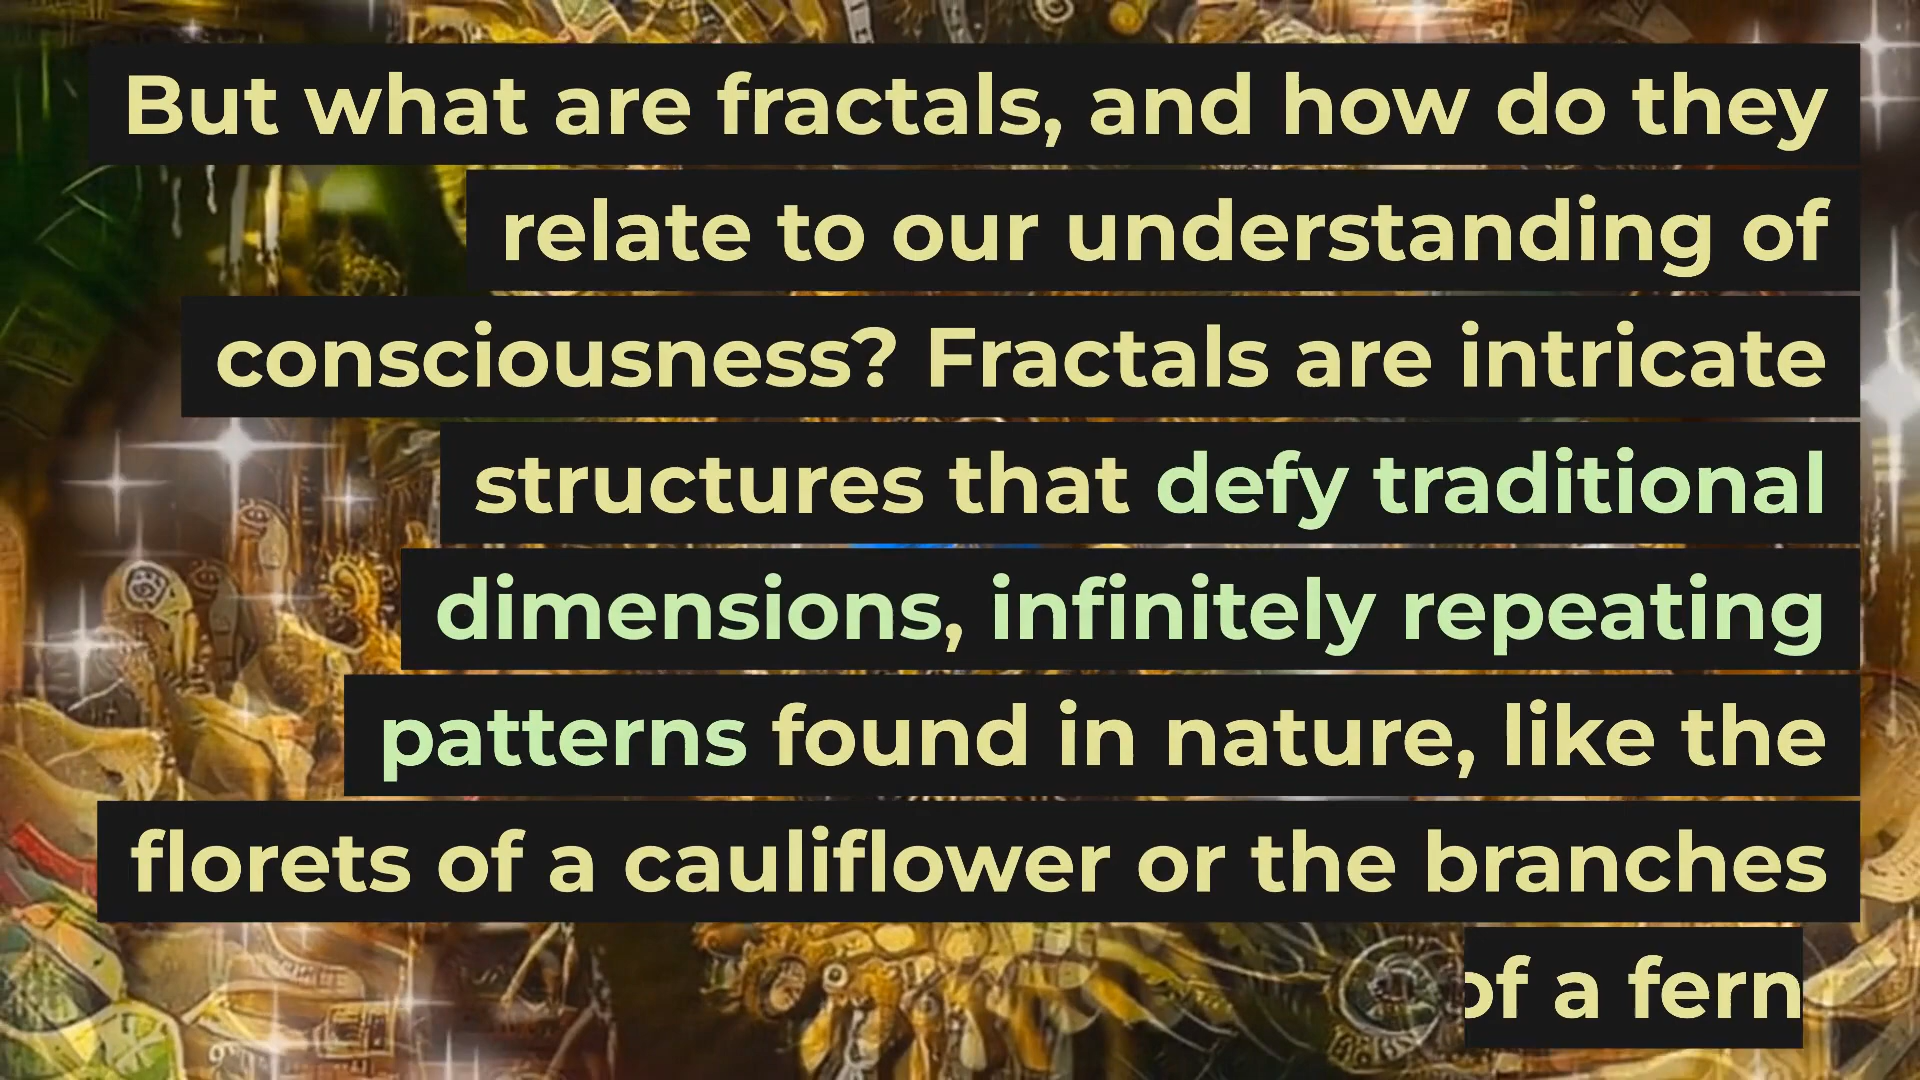 But what are fractals, and how do they
relate to our understanding of
consciousness? Fractals are intricate
structures that defy traditional
dimensions, infinitely repeating
patterns found in nature, like the
florets of a cauliflower or the branches
of a fern